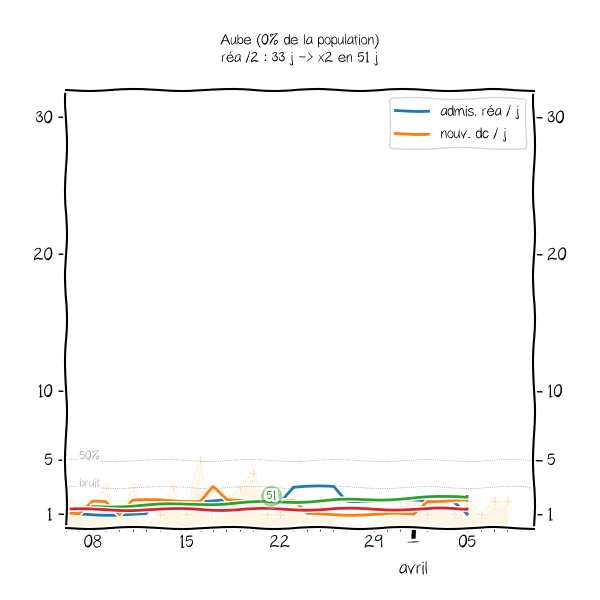 Aube (0% de la population)
réa /2 : 33 j -> x2 en 51 j
admis. réa / j
nouv. dc / j
30
30
20
20
10
10
50%
5
5
bruit
51
1
1
08
15
22
29
05
avril